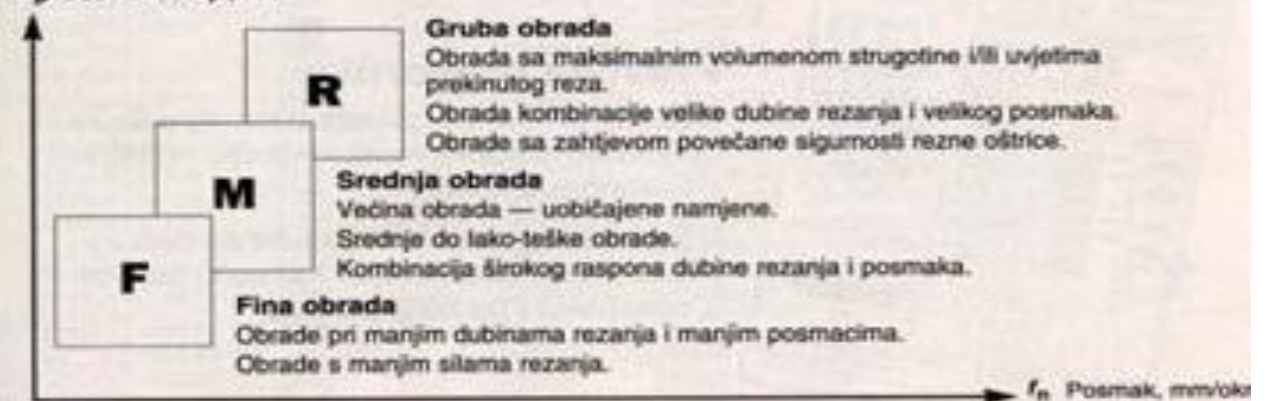 Gruba obrada
Obrada sa maksimalnim volumenom strugotine i/ili uvjetima
prekinutog reza.
Obrada kombinacije velike dubine rezanja i velikog posmaka.
Obrade sa zahtjevom povećane sigurnosti rezne oštrice.
R
Srednja obrada
Većina obrada — uobičajene namjene.
Srednje do lako-teške obrade.
Kombinacija širokog raspona dubine rezanja i posmaka.
M
Fina obrada
Obrade pri manjim dubinama rezanja i manjim posmacima.
Obrade s manjim silama rezanja.
F
fn Posmak, mm/okr